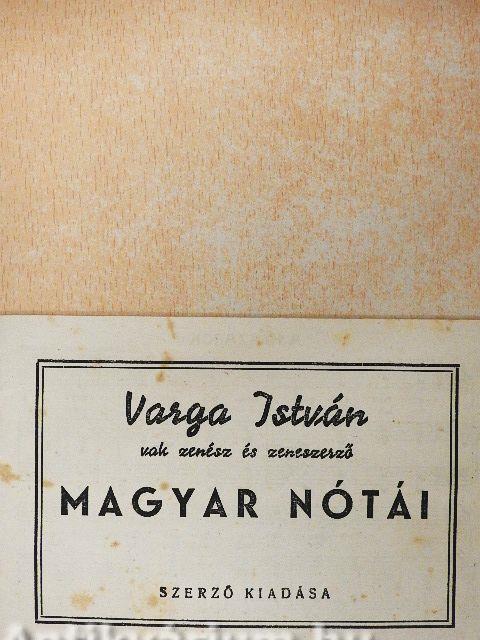 Varga István
vak zenész és zeneszerző
MAGYAR NÓTÁI
SZERZŐ KIADÁSA